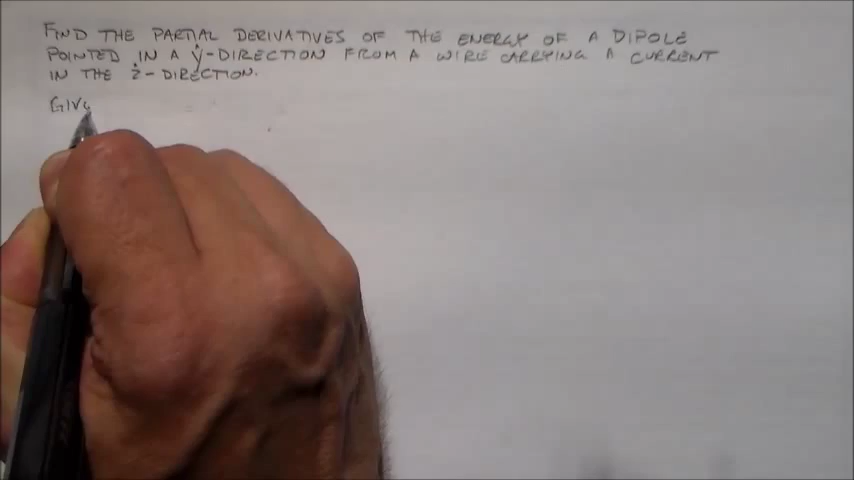 FIND THE PARTIAL DERIVATIVES OF THE ENERGY OF A DIPOLE
POINTED IN A ŷ-DIRECTION FROM A WIRE CARRYING A CURRENT
IN THE ẑ-DIRECTION.
GIVE